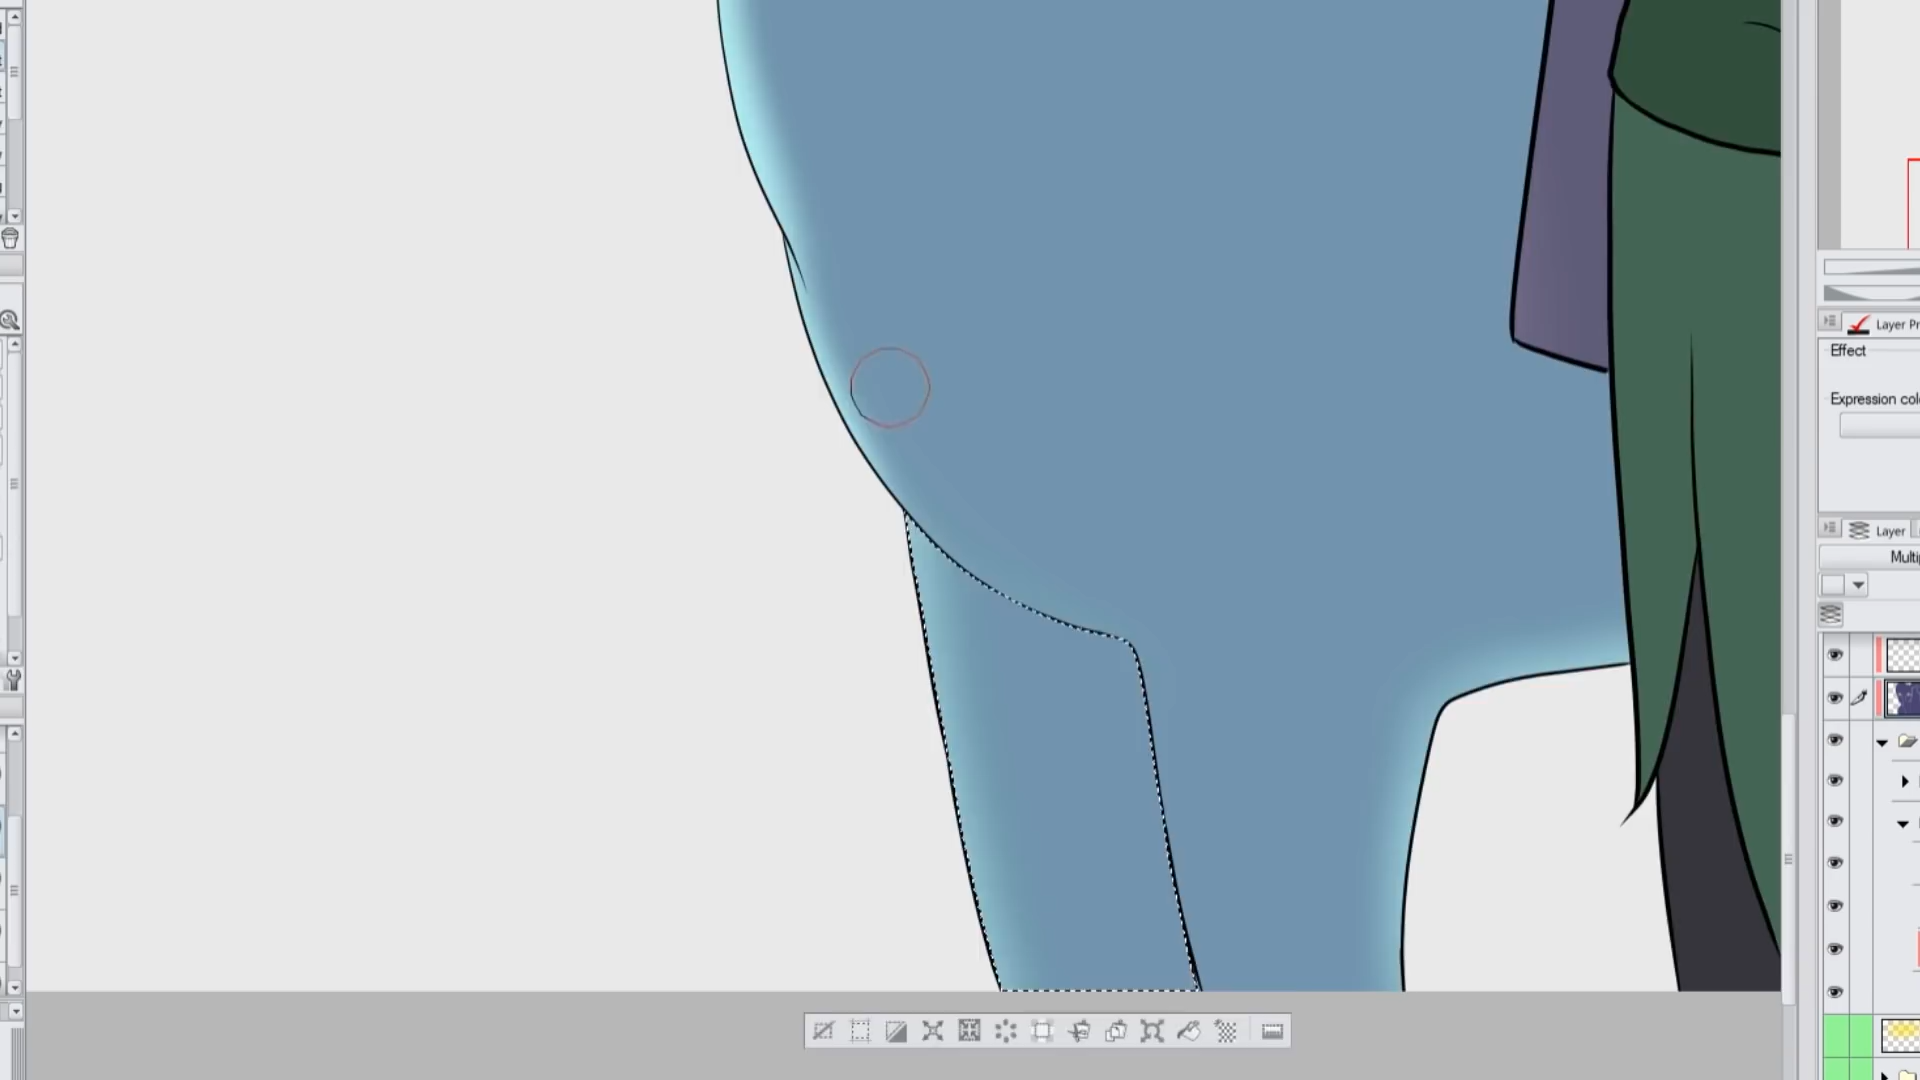 Layer Pr
Effect
Expression col
Layer
Multi